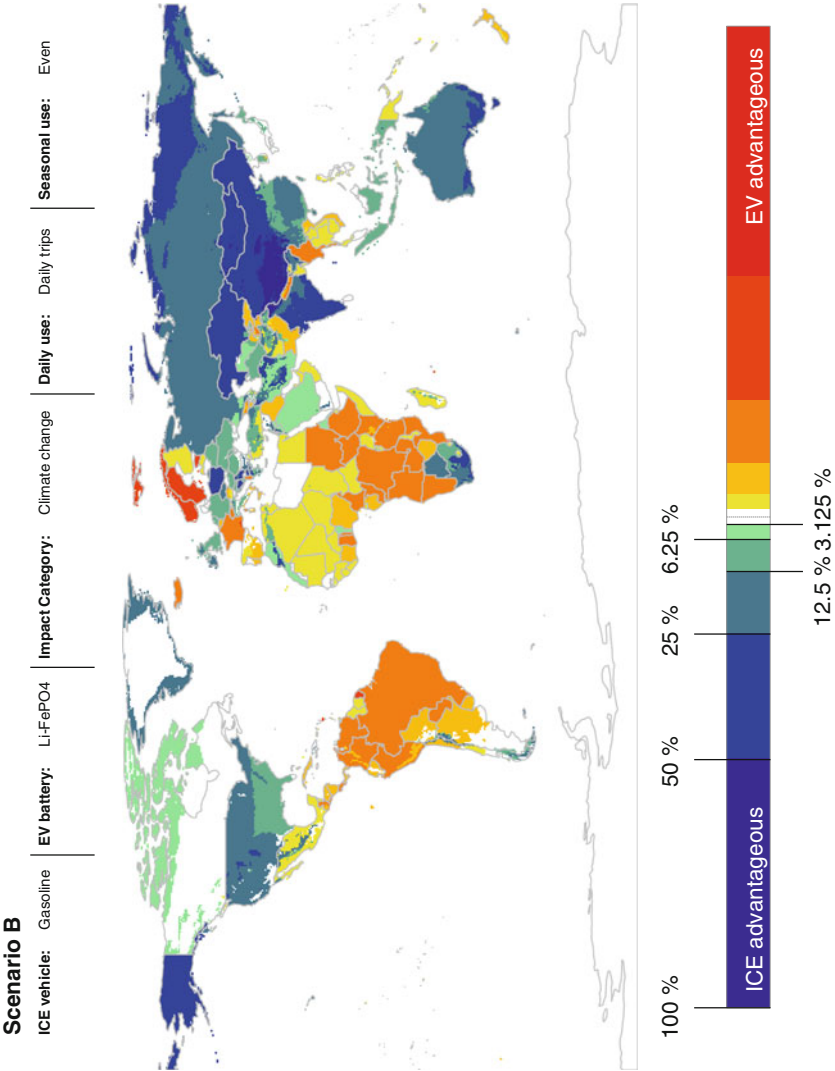 Scenario B
ICE vehicle: Gasoline EV battery: Li-FePO4 Impact Category: Climate change Daily use: Daily trips Seasonal use: Even
100 % 50 % 25 % 6.25 %
ICE advantageous EV advantageous
12.5 % 3.125 %